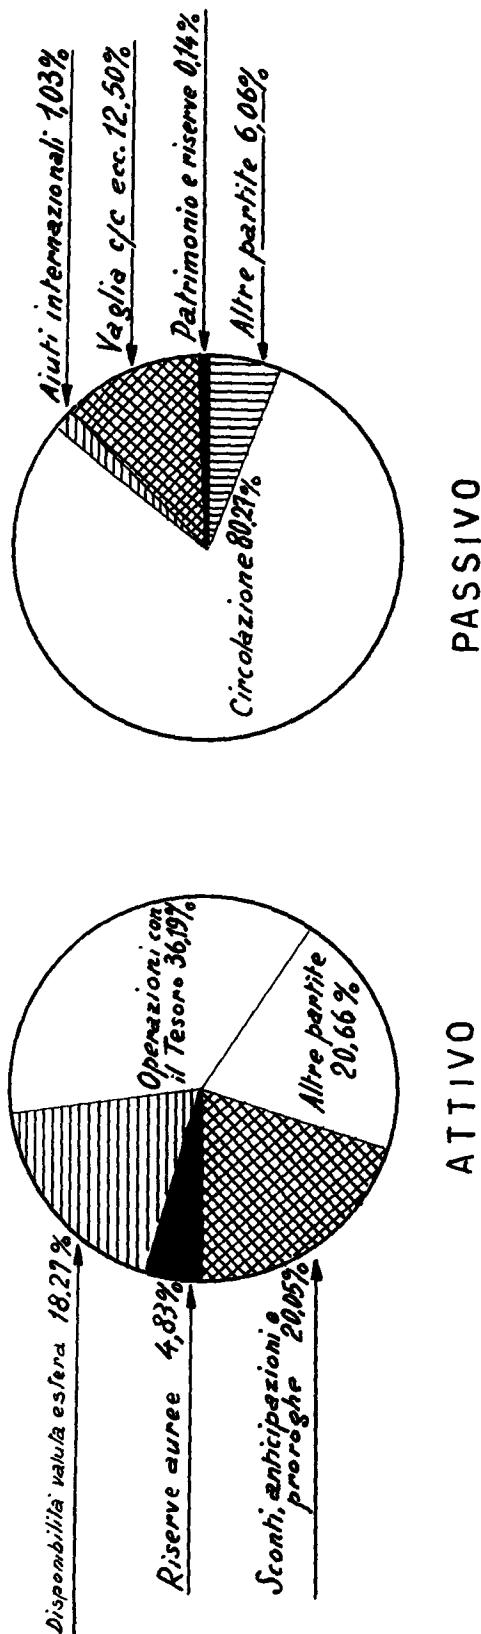 Disponibilità valuta estera 18.27%
Riserve auree 4,83%
Sconti, anticipazioni e
proroghe 20,05%
Operazioni con
il Tesoro 36,19%
Altre partite
20,66%
ATTIVO
Aiuti internazionali 1,03%
Vaglia c/c ecc. 12,50%
Patrimonio e riserve 0,14%
Altre partite 6,06%
Circolazione 80,21%
PASSIVO